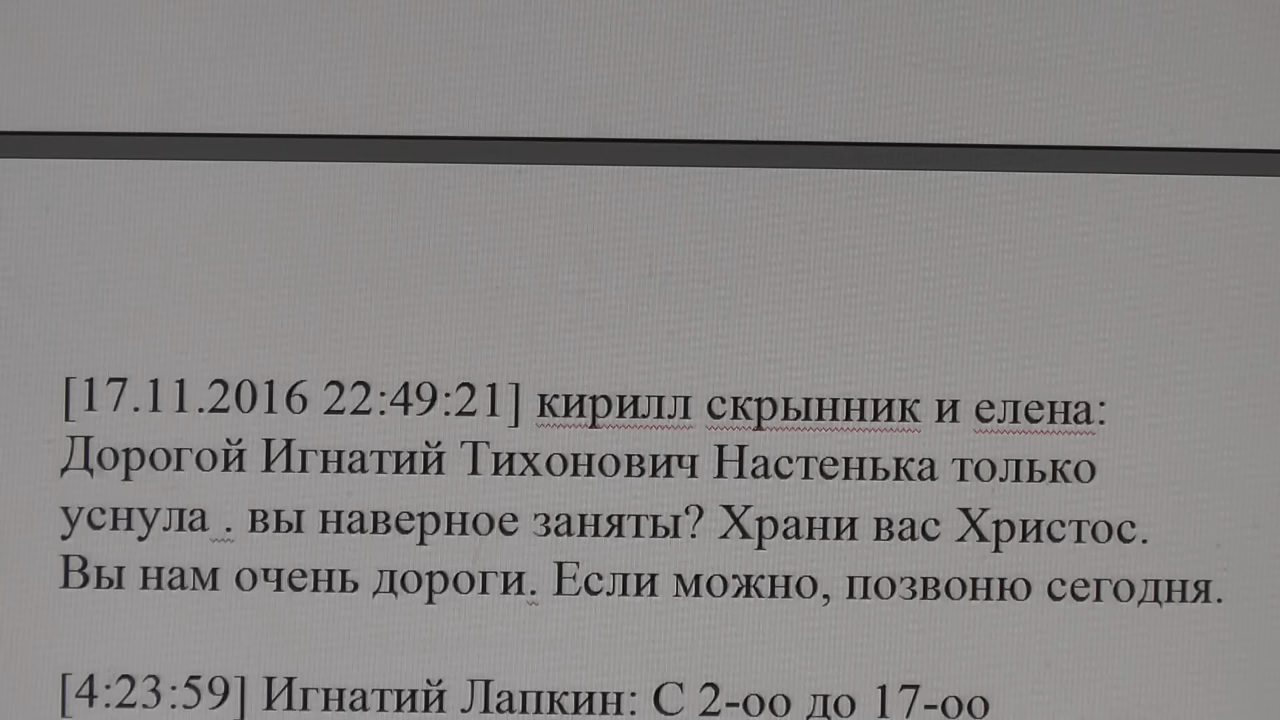 [17.11.2016 22:49:21] кирилл скрынник и елена:
Дорогой Игнатий Тихонович Настенька только
уснула . вы наверное заняты? Храни вас Христос.
Вы нам очень дороги. Если можно, позвоню сегодня.
[4:23:59] Игнатий Лапкин: С 2-оо до 17-оо